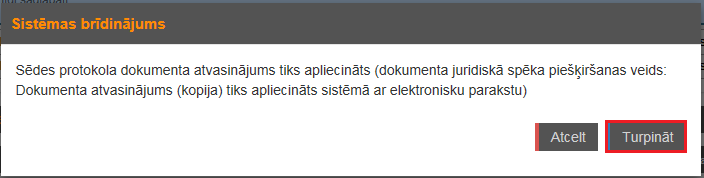 Sistēmas brīdinājums
Sēdes protokola dokumenta atvasinājums tiks apliecināts (dokumenta juridiskā spēka piešķiršanas veids:
Dokumenta atvasinājums (kopija) tiks apliecināts sistēmā ar elektronisku parakstu)
Atcelt
Turpināt